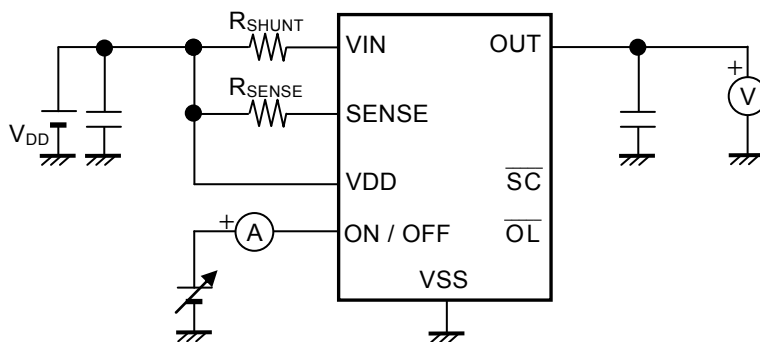 RSHUNT
VIN
OUT
+
V
RSENSE
SENSE
VDD
VDD
SC
+
A
ON / OFF
OL
VSS